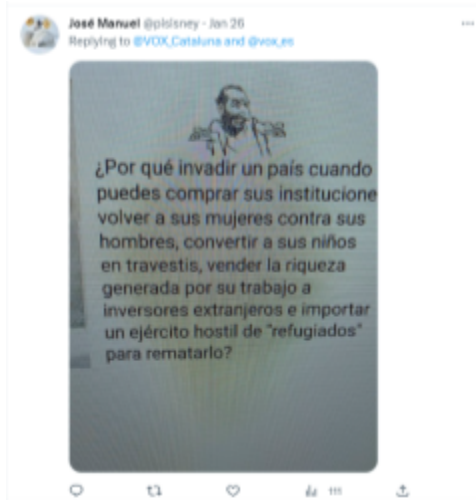 José Manuel @plsisney · Jan 26
Replying to @VOX_Cataluna and @vox_es
¿Por qué invadir un país cuando
puedes comprar sus institucione
volver a sus mujeres contra sus
hombres, convertir a sus niños
en travestis, vender la riqueza
generada por su trabajo a
inversores extranjeros e importar
un ejército hostil de "refugiados"
para rematarlo?
111